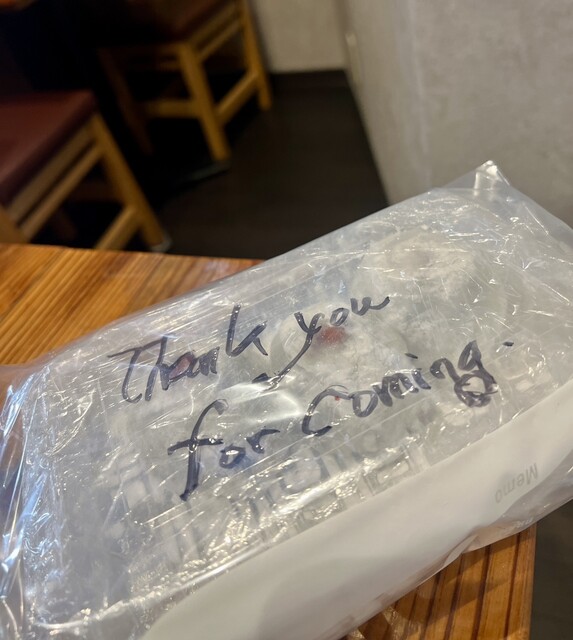 Thank you
for coming.
Memo